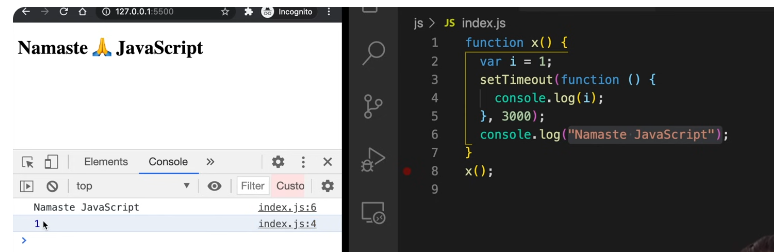 127.0.0.1:5500
Incognito
Namaste 🙏 JavaScript
Elements
Console
»
top
Filter
Custo
Namaste JavaScript
index.js:6
1
index.js:4
js > JS index.js
1 function x() {
2 var i = 1;
3 setTimeout(function () {
4 console.log(i);
5 }, 3000);
6 console.log("Namaste JavaScript");
7 }
8 x();
9